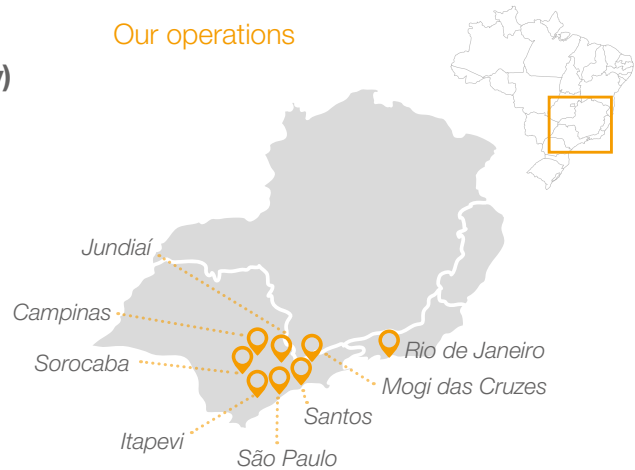 Our operations
)
Jundiaí
Campinas
Sorocaba
Rio de Janeiro
Mogi das Cruzes
Santos
Itapevi
São Paulo